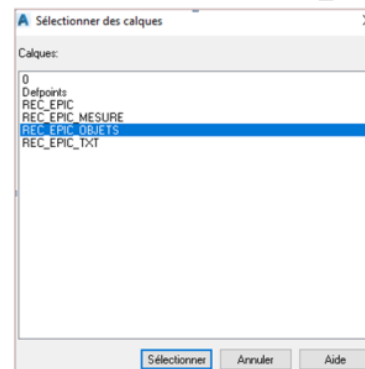 Sélectionner des calques
Calques:
0
Defpoints
REC_EPIC
REC_EPIC_MESURE
REC_EPIC_OBJETS
REC_EPIC_TXT
Sélectionner Annuler Aide